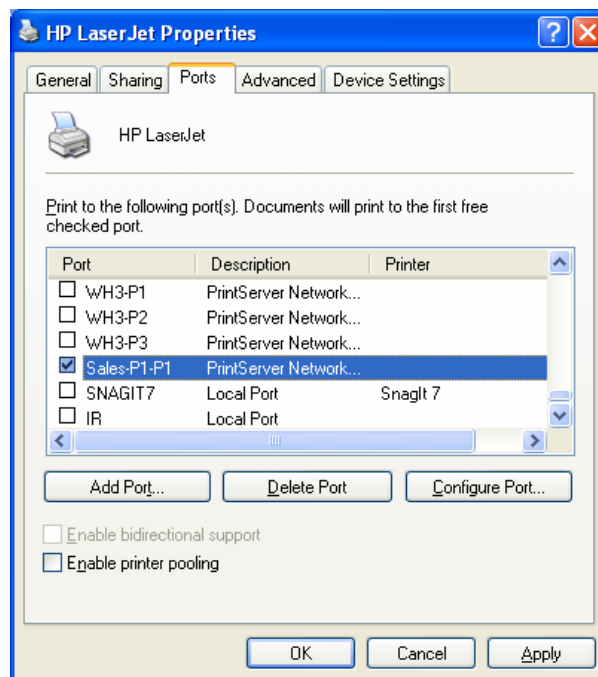 HP LaserJet Properties
General Sharing Ports Advanced Device Settings
HP LaserJet
Print to the following port(s). Documents will print to the first free
checked port.
Port Description Printer
WH3-P1 PrintServer Network...
WH3-P2 PrintServer Network...
WH3-P3 PrintServer Network...
Sales-P1-P1 PrintServer Network...
SNAGIT7 Local Port SnagIt 7
IR Local Port
Add Port... Delete Port Configure Port...
Enable bidirectional support
Enable printer pooling
OK Cancel Apply